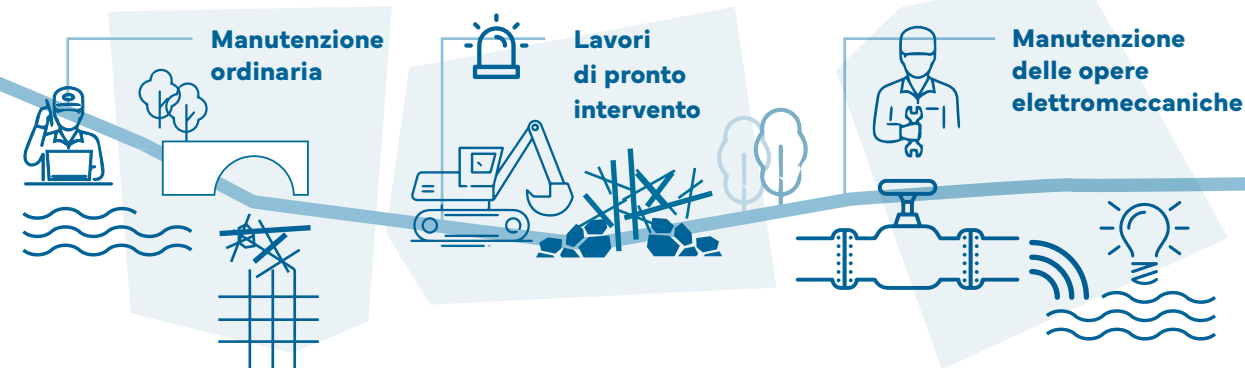 Manutenzione
ordinaria
Lavori
di pronto
intervento
Manutenzione
delle opere
elettromeccaniche